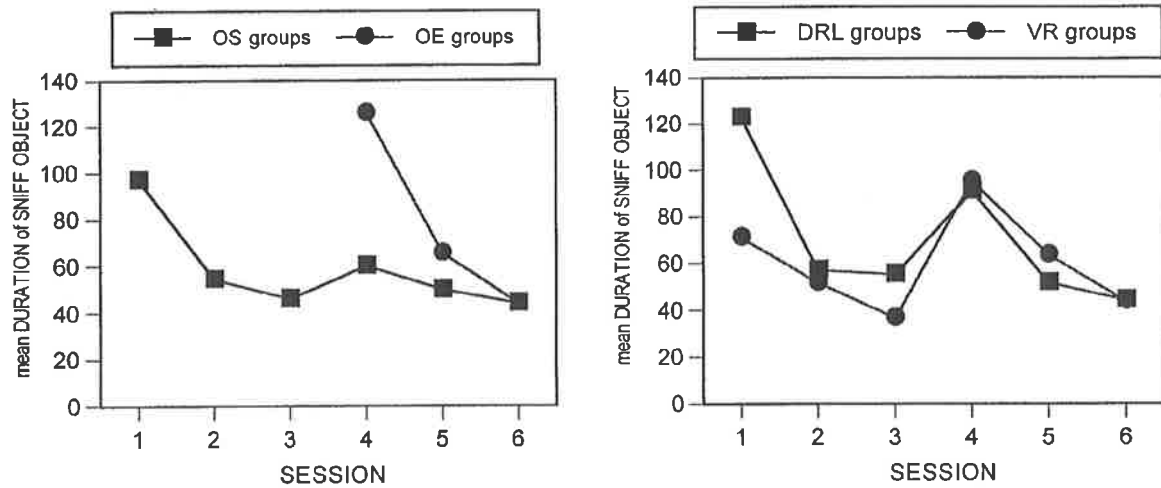 OS groups OE groups
mean DURATION of SNIFF OBJECT
140
120
100
80
60
40
20
0
1 2 3 4 5 6
SESSION
DRL groups VR groups
mean DURATION of SNIFF OBJECT
140
120
100
80
60
40
20
0
1 2 3 4 5 6
SESSION